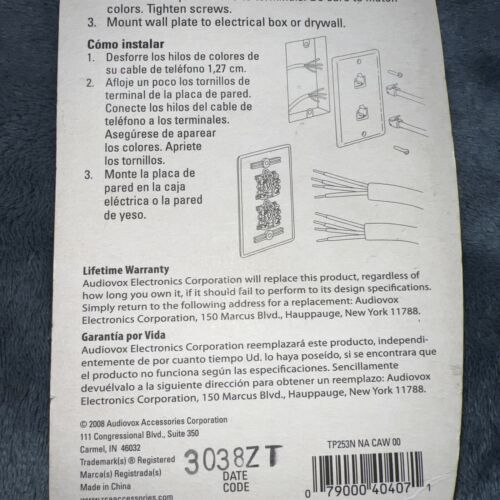 colors. Tighten screws.
3. Mount wall plate to electrical box or drywall.
Cómo instalar
1. Desforre los hilos de colores de
su cable de teléfono 1,27 cm.
2. Afloje un poco los tornillos de
terminal de la placa de pared.
Conecte los hilos del cable de
teléfono a los terminales.
Asegúrese de aparear
los colores. Apriete
los tornillos.
3. Monte la placa de
pared en la caja
eléctrica o la pared
de yeso.
Lifetime Warranty
Audiovox Electronics Corporation will replace this product, regardless of
how long you own it, if it should fail to perform to its design specifications.
Simply return to the following address for a replacement: Audiovox
Electronics Corporation, 150 Marcus Blvd., Hauppauge, New York 11788.
Garantía por Vida
Audiovox Electronics Corporation reemplazará este producto, independi-
entemente de por cuanto tiempo Ud. lo haya poseído, si se encontrara que
el producto no funciona según las especificaciones. Sencillamente
devuélvalo a la siguiente dirección para obtener un reemplazo: Audiovox
Electronics Corporation, 150 Marcus Blvd., Hauppauge, New York 11788.
© 2008 Audiovox Accessories Corporation
111 Congressional Blvd., Suite 350
Carmel, IN 46032
Trademark(s) ® Registered
Marca(s) Registrada(s)
Made in China
3038ZT
DATE
CODE
TP253N NA CAW 00
0 79000 40407 1